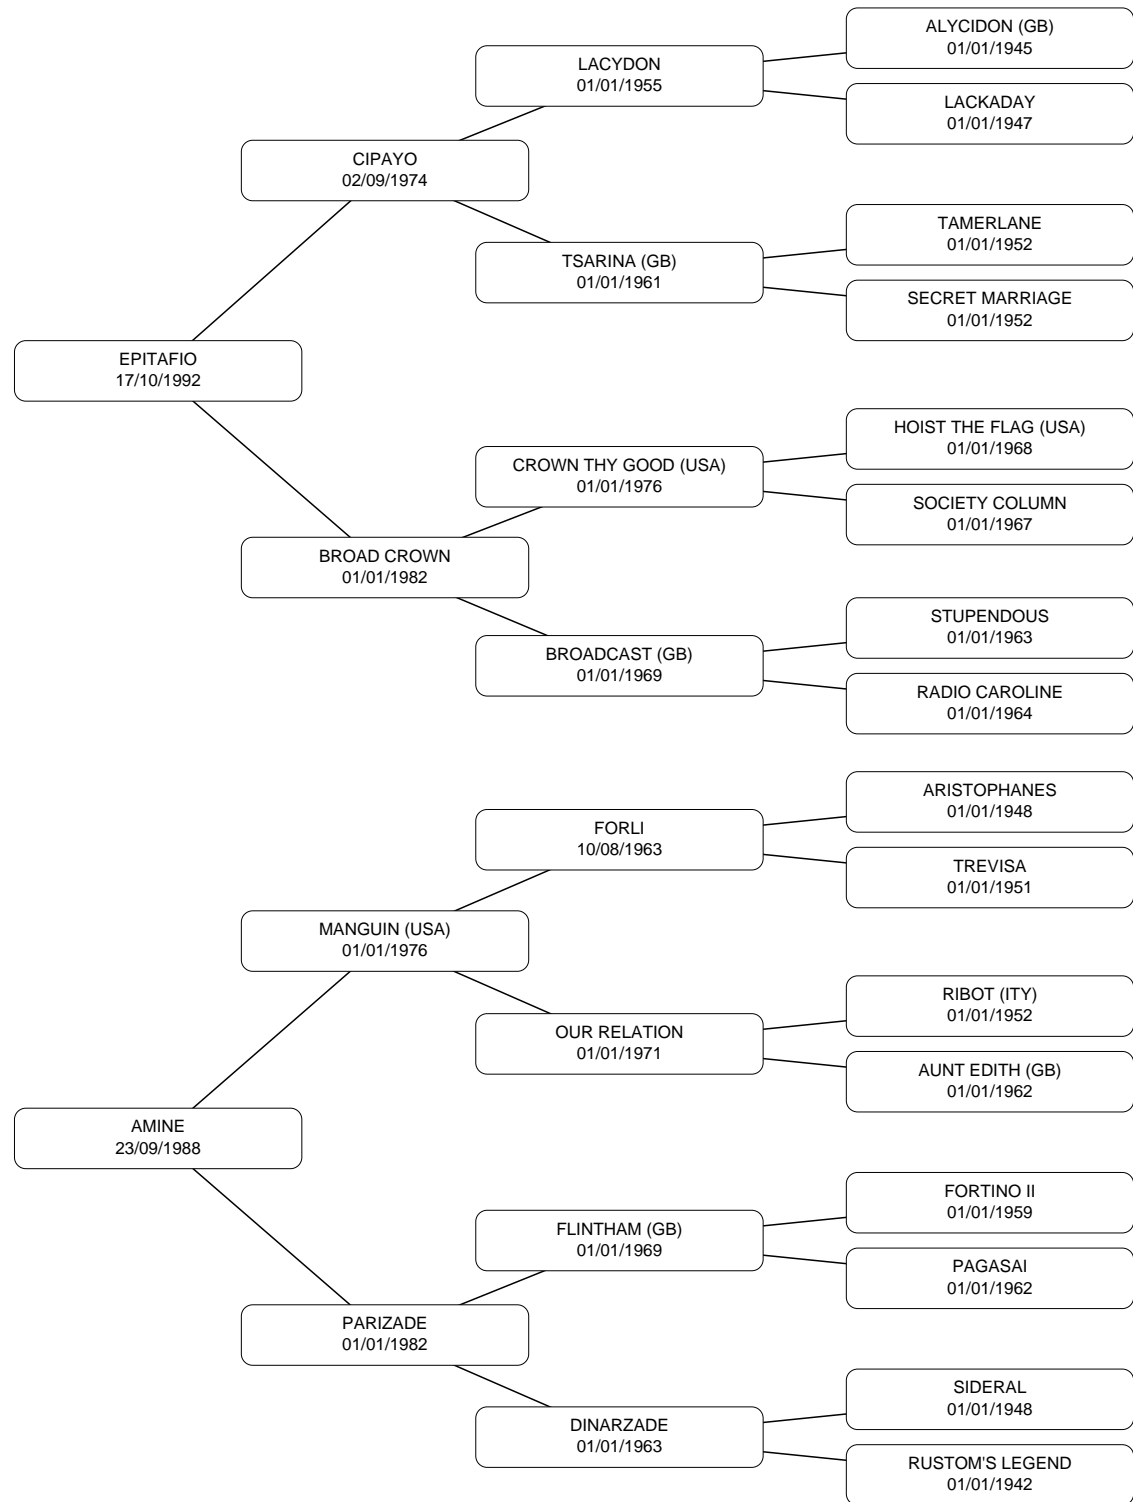 ALYCIDON (GB)
01/01/1945
LACYDON
01/01/1955
LACKADAY
01/01/1947
CIPAYO
02/09/1974
TAMERLANE
01/01/1952
TSARINA (GB)
01/01/1961
SECRET MARRIAGE
01/01/1952
EPITAFIO
17/10/1992
HOIST THE FLAG (USA)
01/01/1968
CROWN THY GOOD (USA)
01/01/1976
SOCIETY COLUMN
01/01/1967
BROAD CROWN
01/01/1982
STUPENDOUS
01/01/1963
BROADCAST (GB)
01/01/1969
RADIO CAROLINE
01/01/1964
ARISTOPHANES
01/01/1948
FORLI
10/08/1963
TREVISA
01/01/1951
MANGUIN (USA)
01/01/1976
RIBOT (ITY)
01/01/1952
OUR RELATION
01/01/1971
AUNT EDITH (GB)
01/01/1962
AMINE
23/09/1988
FORTINO II
01/01/1959
FLINTHAM (GB)
01/01/1969
PAGASAI
01/01/1962
PARIZADE
01/01/1982
SIDERAL
01/01/1948
DINARZADE
01/01/1963
RUSTOM'S LEGEND
01/01/1942